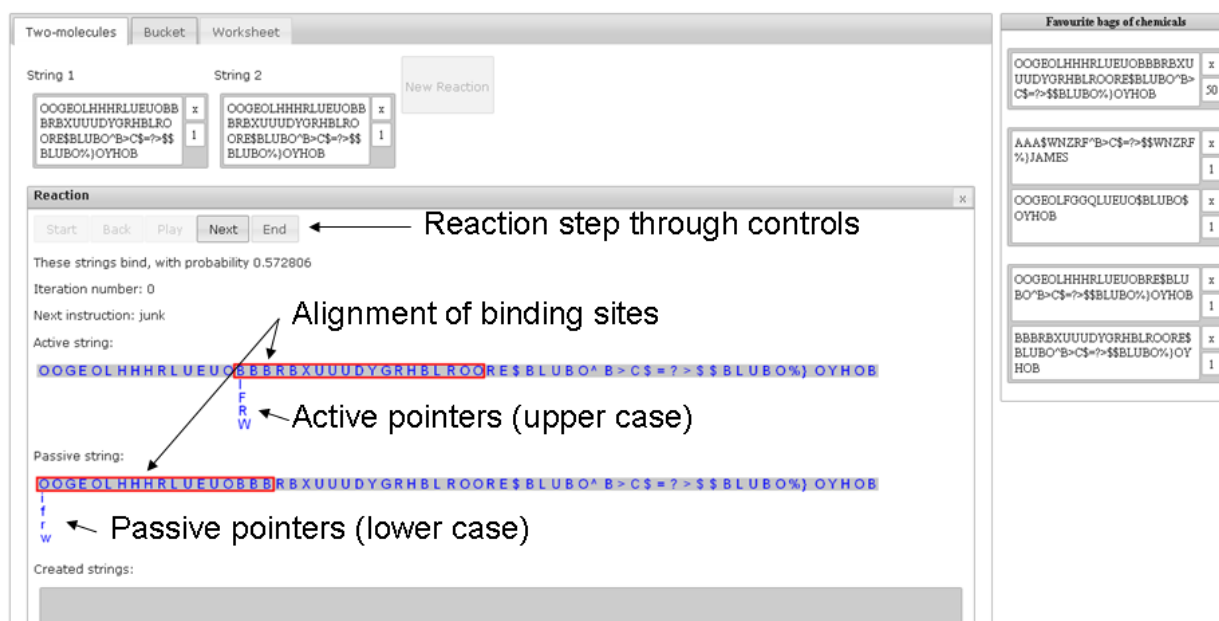 Two-molecules Bucket Worksheet
String 1 String 2
OOGEOLHHHRLUEUOBB
BRBXUUUDYGRHBLRO
ORE$BLUBO^B>C$=?>$$
BLUBO%}OYHOB
x
1
OOGEOLHHHRLUEUOBB
BRBXUUUDYGRHBLRO
ORE$BLUBO^B>C$=?>$$
BLUBO%}OYHOB
x
1
New Reaction
Reaction x
Start Back Play Next End
Reaction step through controls
These strings bind, with probability 0.572806
Iteration number: 0
Next instruction: junk
Alignment of binding sites
Active string:
OOGEOLHHHRLUEUOBBBRBXUUUDYGRHBLROORE$BLUBO^B>C$=?>$$BLUBO%}OYHOB
I
F
R
W
Active pointers (upper case)
Passive string:
OOGEOLHHHRLUEUOBBBRBXUUUDYGRHBLROORE$BLUBO^B>C$=?>$$BLUBO%}OYHOB
i
f
r
w
Passive pointers (lower case)
Created strings:
Favourite bags of chemicals
OOGEOLHHHRLUEUOBBBRBXU
UUDYGRHBLROORE$BLUBO^B>
C$=?>$$BLUBO%}OYHOB
x
50
AAA$WNZRF^B>C$=?>$$WNZRF
%}JAMES
x
1
OOGEOLFGGQLUEUO$BLUBO$
OYHOB
x
1
OOGEOLHHHRLUEUOBRE$BLU
BO^B>C$=?>$$BLUBO%}OYHOB
x
1
BBBRBXUUUDYGRHBLROORE$
BLUBO^B>C$=?>$$BLUBO%}OY
HOB
x
1